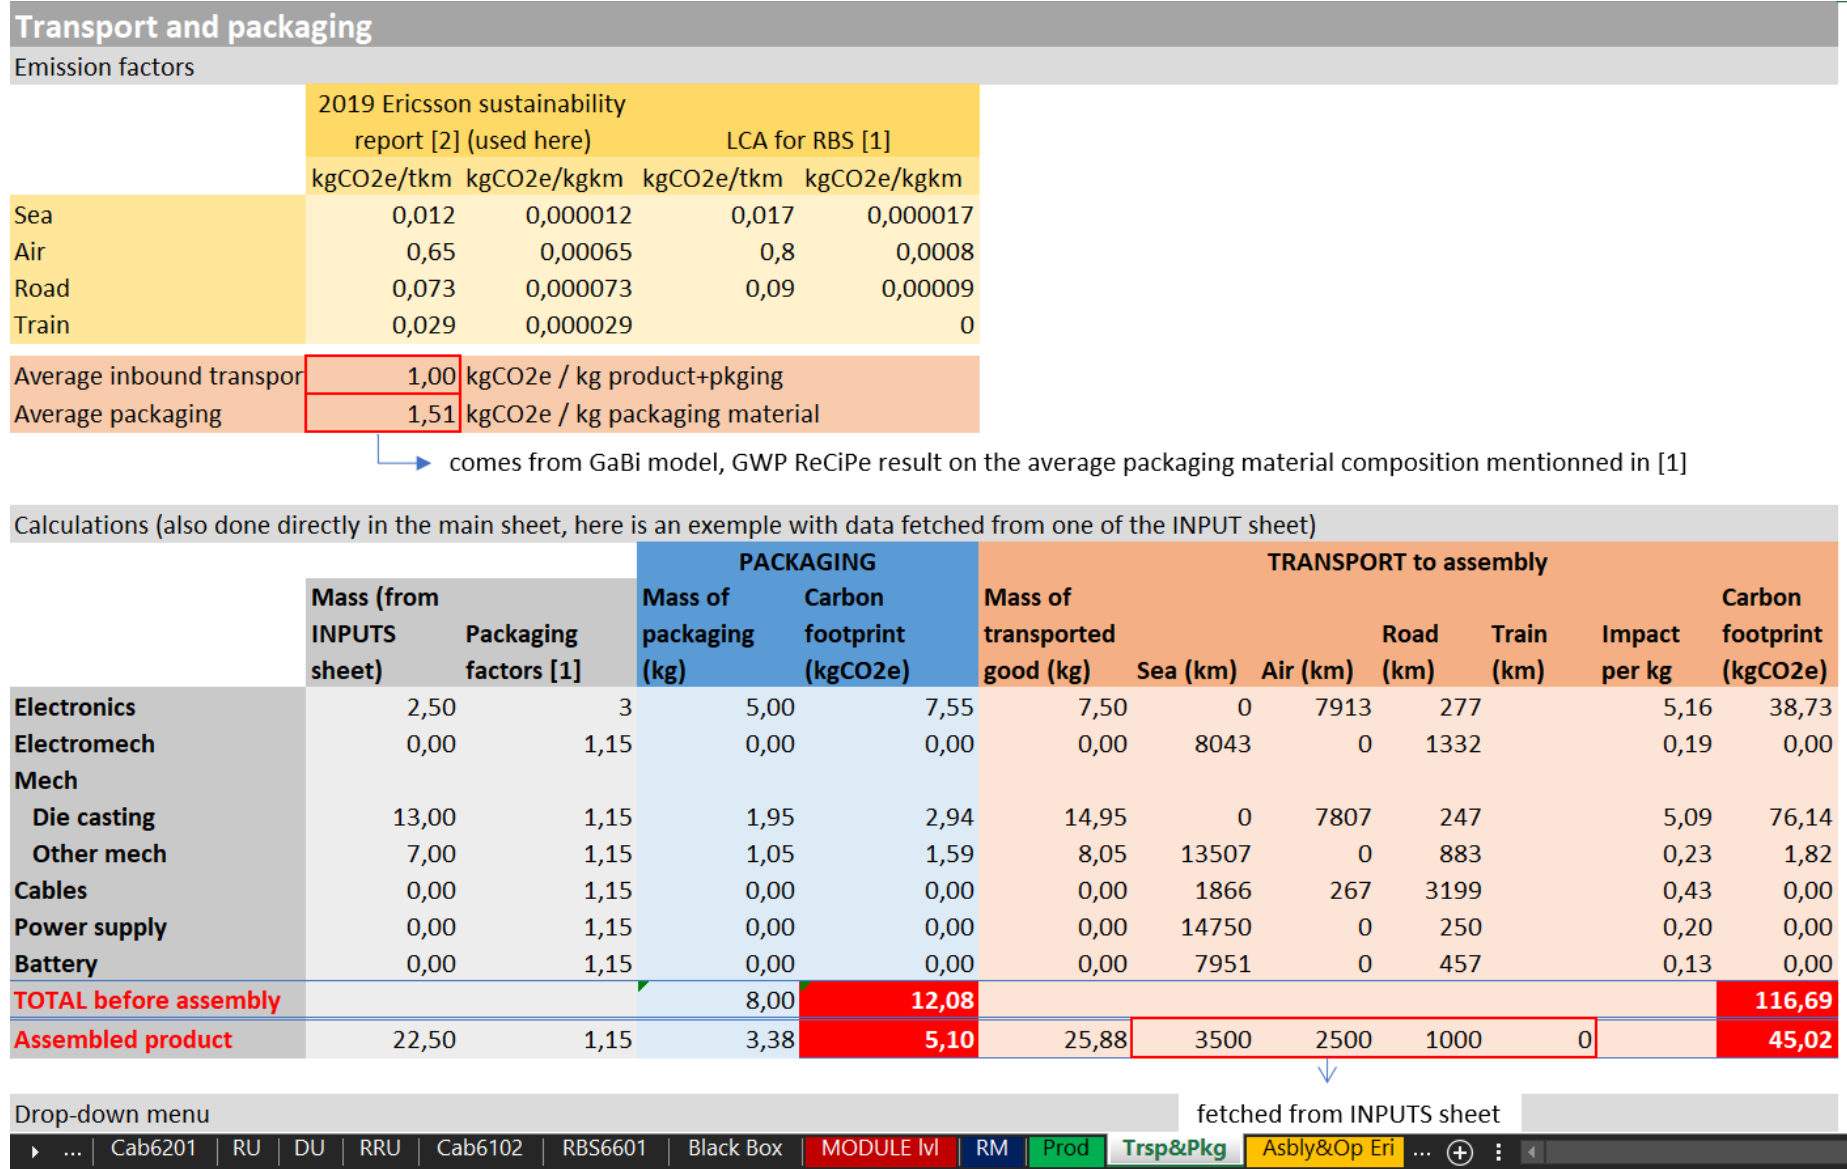 Transport and packaging
Emission factors
2019 Ericsson sustainability
report [2] (used here) LCA for RBS [1]
kgCO2e/tkm kgCO2e/kgkm kgCO2e/tkm kgCO2e/kgkm
Sea 0,012 0,000012 0,017 0,000017
Air 0,65 0,00065 0,8 0,0008
Road 0,073 0,000073 0,09 0,00009
Train 0,029 0,000029 0
Average inbound transpor 1,00 kgCO2e / kg product+pkging
Average packaging 1,51 kgCO2e / kg packaging material
comes from GaBi model, GWP ReCiPe result on the average packaging material composition mentionned in [1]
Calculations (also done directly in the main sheet, here is an exemple with data fetched from one of the INPUT sheet)
PACKAGING TRANSPORT to assembly
Mass (from Mass of Carbon Mass of Carbon
INPUTS Packaging packaging footprint transported Road Train Impact footprint
sheet) factors [1] (kg) (kgCO2e) good (kg) Sea (km) Air (km) (km) (km) per kg (kgCO2e)
Electronics 2,50 3 5,00 7,55 7,50 0 7913 277 5,16 38,73
Electromech 0,00 1,15 0,00 0,00 0,00 8043 0 1332 0,19 0,00
Mech
Die casting 13,00 1,15 1,95 2,94 14,95 0 7807 247 5,09 76,14
Other mech 7,00 1,15 1,05 1,59 8,05 13507 0 883 0,23 1,82
Cables 0,00 1,15 0,00 0,00 0,00 1866 267 3199 0,43 0,00
Power supply 0,00 1,15 0,00 0,00 0,00 14750 0 250 0,20 0,00
Battery 0,00 1,15 0,00 0,00 0,00 7951 0 457 0,13 0,00
TOTAL before assembly 8,00 12,08 116,69
Assembled product 22,50 1,15 3,38 5,10 25,88 3500 2500 1000 0 45,02
Drop-down menu fetched from INPUTS sheet
... Cab6201 RU DU RRU Cab6102 RBS6601 Black Box MODULE lvl RM Prod Trsp&Pkg Asbly&Op Eri ...